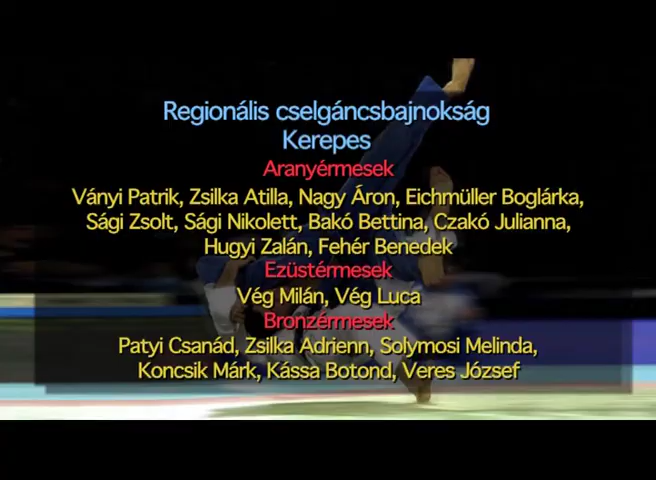 Regionális cselgáncsbajnokság
Kerepes
Aranyérmesek
Ványi Patrik, Zsilka Atilla, Nagy Áron, Eichmüller Boglárka,
Sági Zsolt, Sági Nikolett, Bakó Bettina, Czakó Julianna,
Hugyi Zalán, Fehér Benedek
Ezüstérmesek
Vég Milán, Vég Luca
Bronzérmesek
Patyi Csanád, Zsilka Adrienn, Solymosi Melinda,
Koncsik Márk, Kássa Botond, Veres József